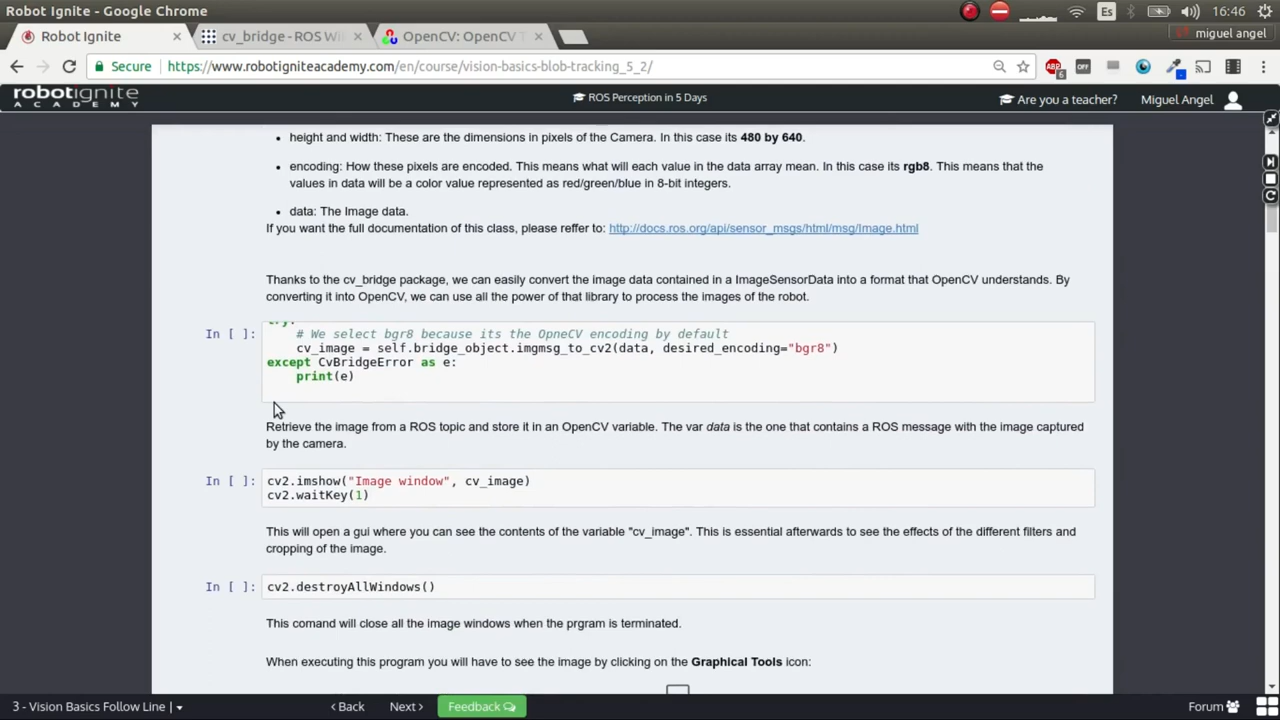 Robot Ignite - Google Chrome
Es
16:46
Robot Ignite
cv_bridge - ROS Wi
OpenCV: OpenCV T
miguel angel
Secure
https://www.robotigniteacademy.com/en/course/vision-basics-blob-tracking_5_2/
ABP
6
OFF
robotignite
ACADEMY
ROS Perception in 5 Days
Are you a teacher?
Miguel Angel
height and width: These are the dimensions in pixels of the Camera. In this case its 480 by 640.
encoding: How these pixels are encoded. This means what will each value in the data array mean. In this case its rgb8. This means that the
values in data will be a color value represented as red/green/blue in 8-bit integers.
data: The Image data.
If you want the full documentation of this class, please reffer to: http://docs.ros.org/api/sensor_msgs/html/msg/Image.html
Thanks to the cv_bridge package, we can easily convert the image data contained in a ImageSensorData into a format that OpenCV understands. By
converting it into OpenCV, we can use all the power of that library to process the images of the robot.
try:
In [ ]:
# We select bgr8 because its the OpneCV encoding by default
cv_image = self.bridge_object.imgmsg_to_cv2(data, desired_encoding="bgr8")
except CvBridgeError as e:
print(e)
Retrieve the image from a ROS topic and store it in an OpenCV variable. The var data is the one that contains a ROS message with the image captured
by the camera.
In [ ]:
cv2.imshow("Image window", cv_image)
cv2.waitKey(1)
This will open a gui where you can see the contents of the variable "cv_image". This is essential afterwards to see the effects of the different filters and
cropping of the image.
In [ ]:
cv2.destroyAllWindows()
This comand will close all the image windows when the prgram is terminated.
When executing this program you will have to see the image by clicking on the Graphical Tools icon:
3 - Vision Basics Follow Line |
Back
Next
Feedback
Forum